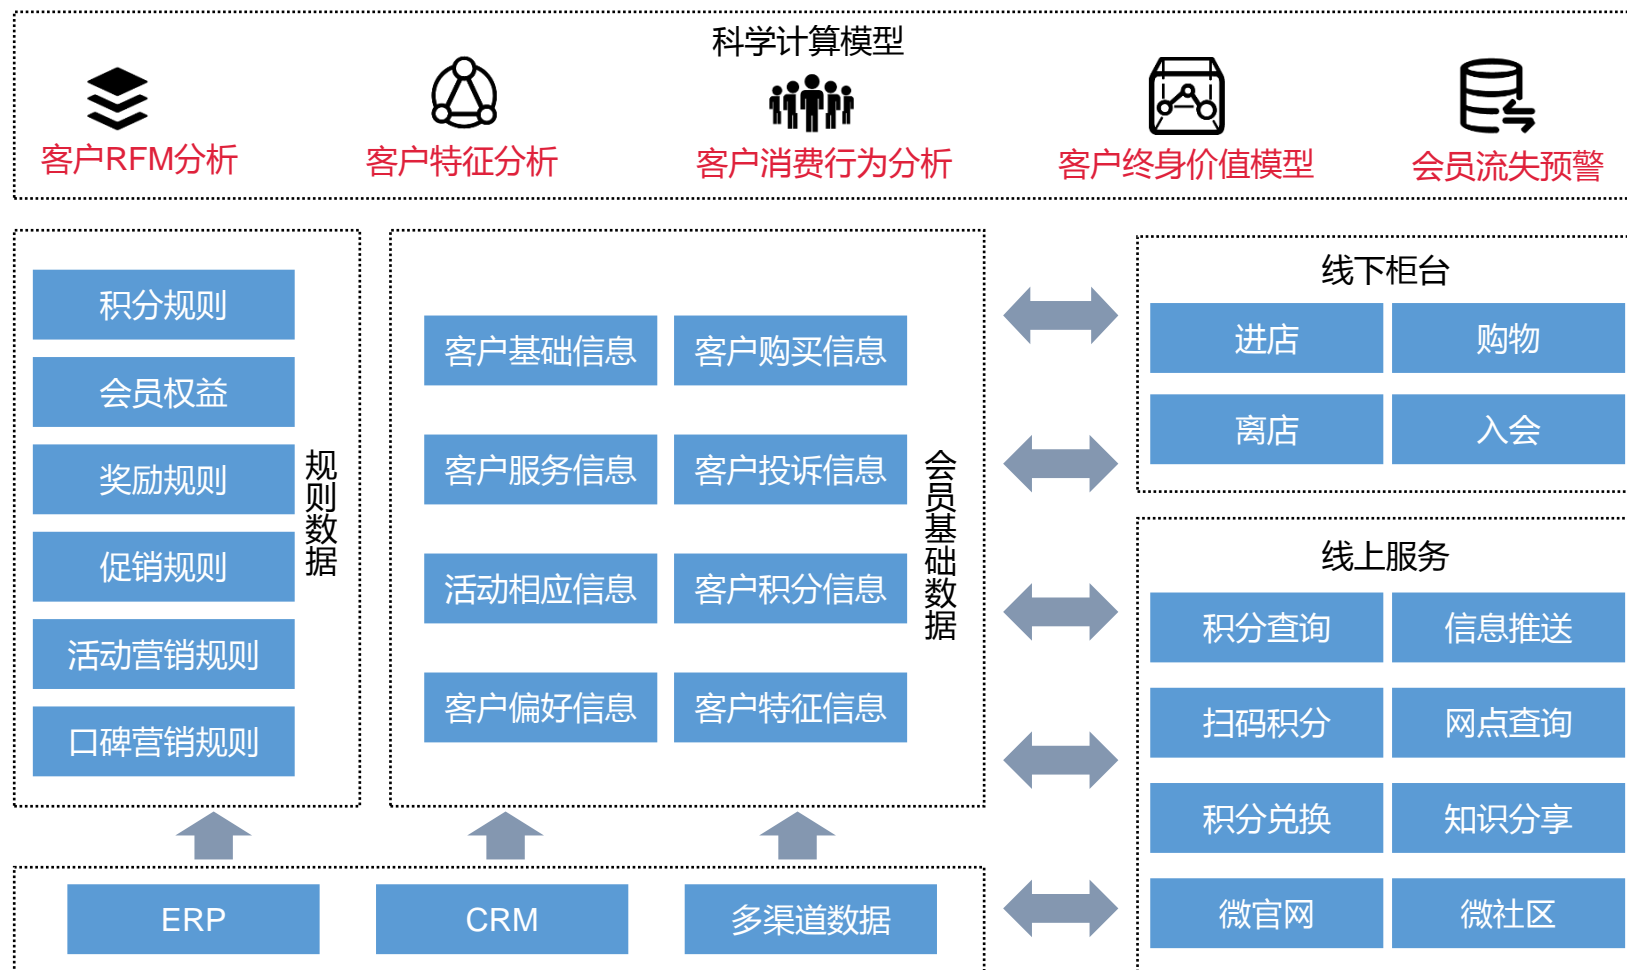 科学计算模型
客户RFM分析
客户特征分析
客户消费行为分析
客户终身价值模型
会员流失预警
规则数据
积分规则
会员权益
奖励规则
促销规则
活动营销规则
口碑营销规则
会员基础数据
客户基础信息
客户购买信息
客户服务信息
客户投诉信息
活动相应信息
客户积分信息
客户偏好信息
客户特征信息
线下柜台
进店
购物
离店
入会
线上服务
积分查询
信息推送
扫码积分
网点查询
积分兑换
知识分享
微官网
微社区
ERP
CRM
多渠道数据